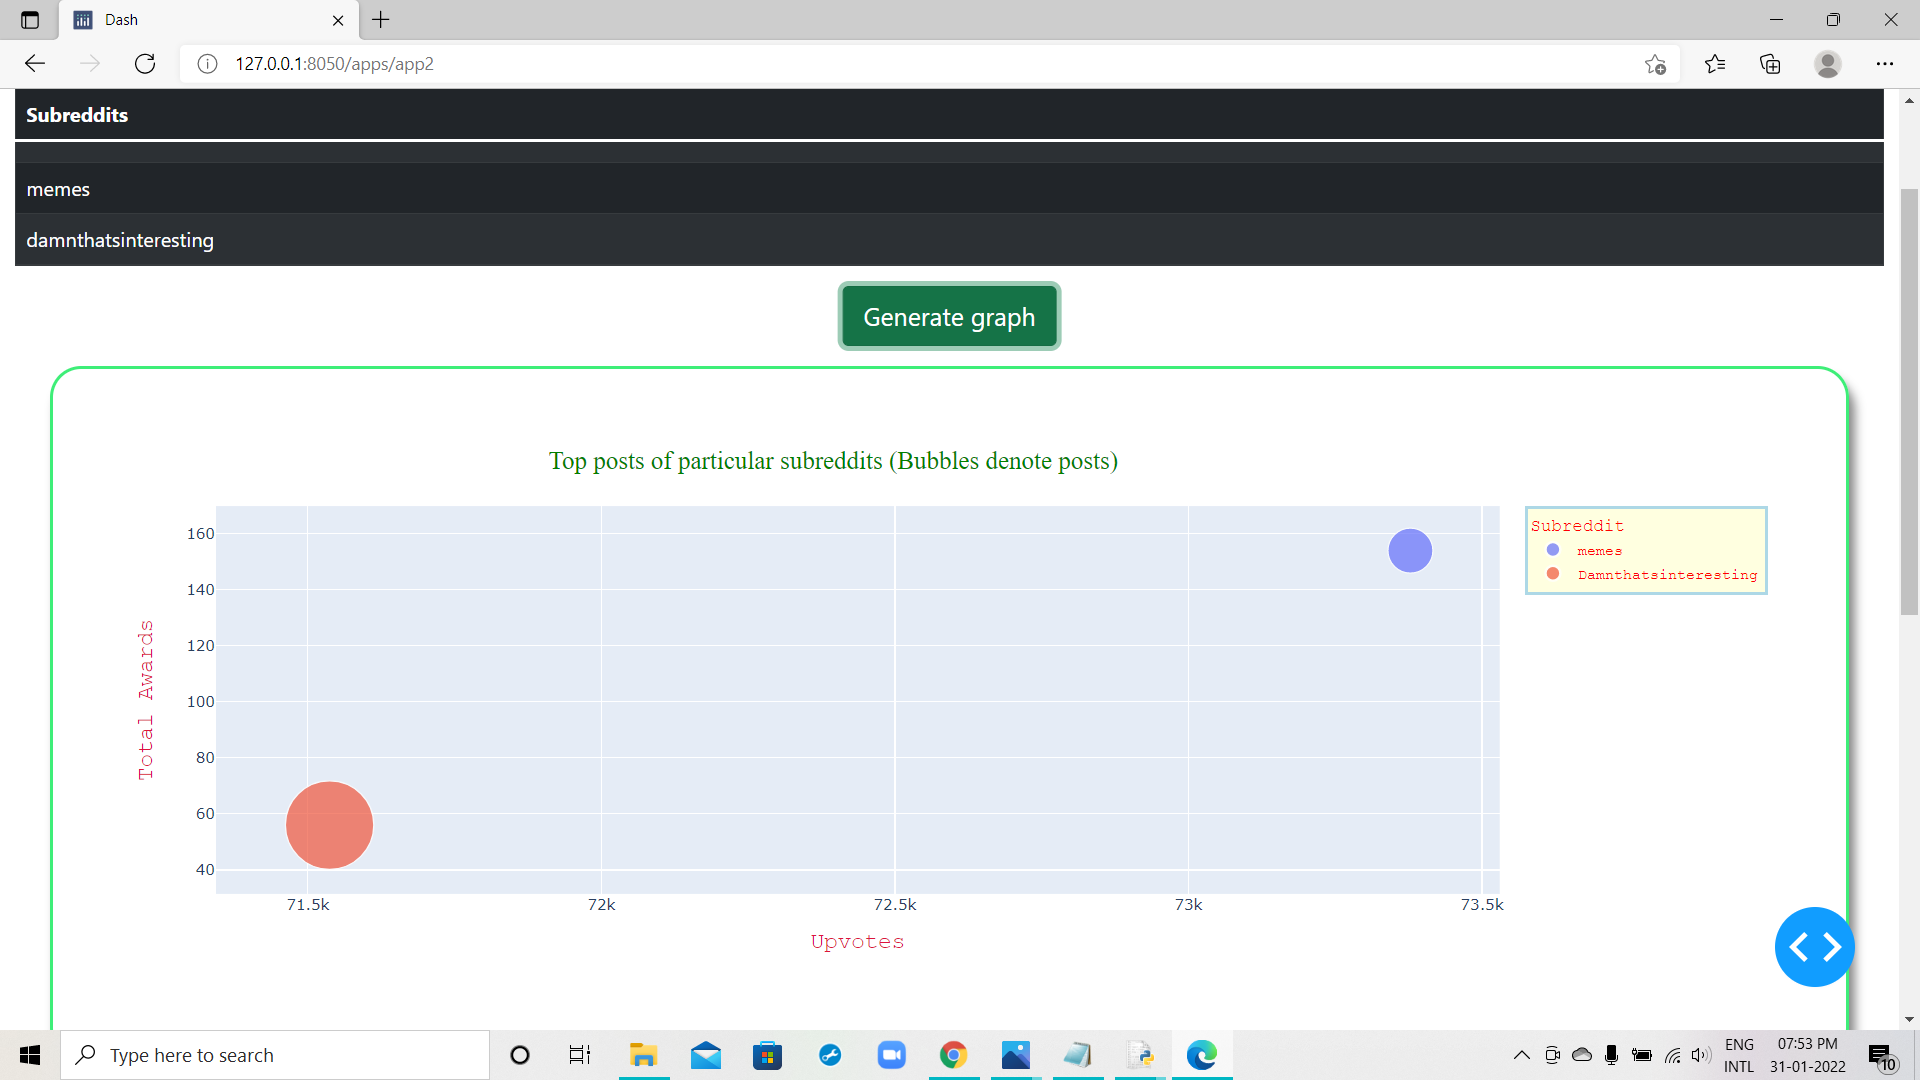 Dash
127.0.0.1:8050/apps/app2
Subreddits
memes
damnthatsinteresting
Generate graph
Top posts of particular subreddits (Bubbles denote posts)
Total Awards
160
140
120
100
80
60
40
71.5k 72k 72.5k 73k 73.5k
Upvotes
Subreddit
memes
Damnthatsinteresting
Type here to search
ENG
INTL
07:53 PM
31-01-2022
10